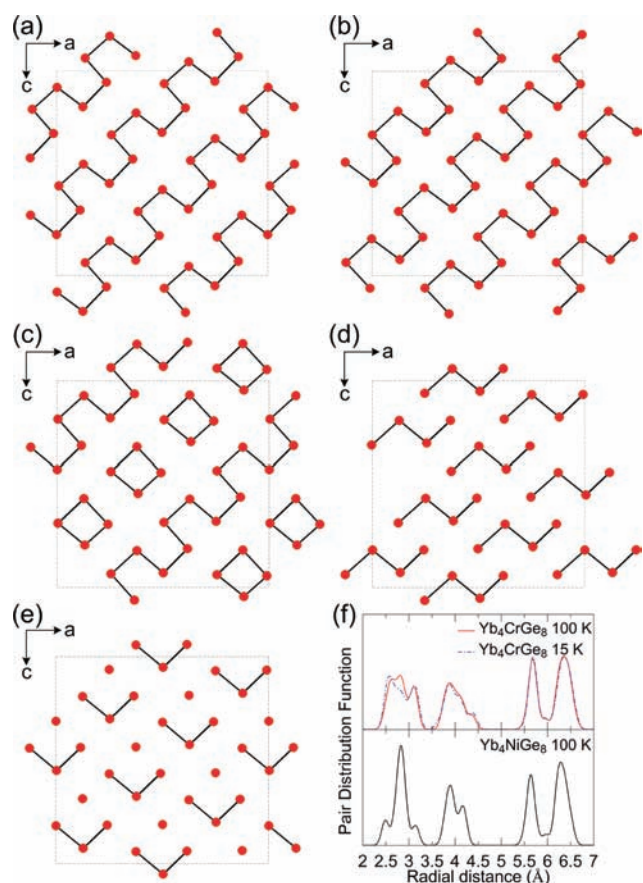 (a)
a
c
(b)
a
c
(c)
a
c
(d)
a
c
(e)
a
c
(f)
Yb₄CrGe₈ 100 K
Yb₄CrGe₈ 15 K
Yb₄NiGe₈ 100 K
Pair Distribution Function
2 2.5 3 3.5 4 4.5 5 5.5 6 6.5 7
Radial distance (Å)